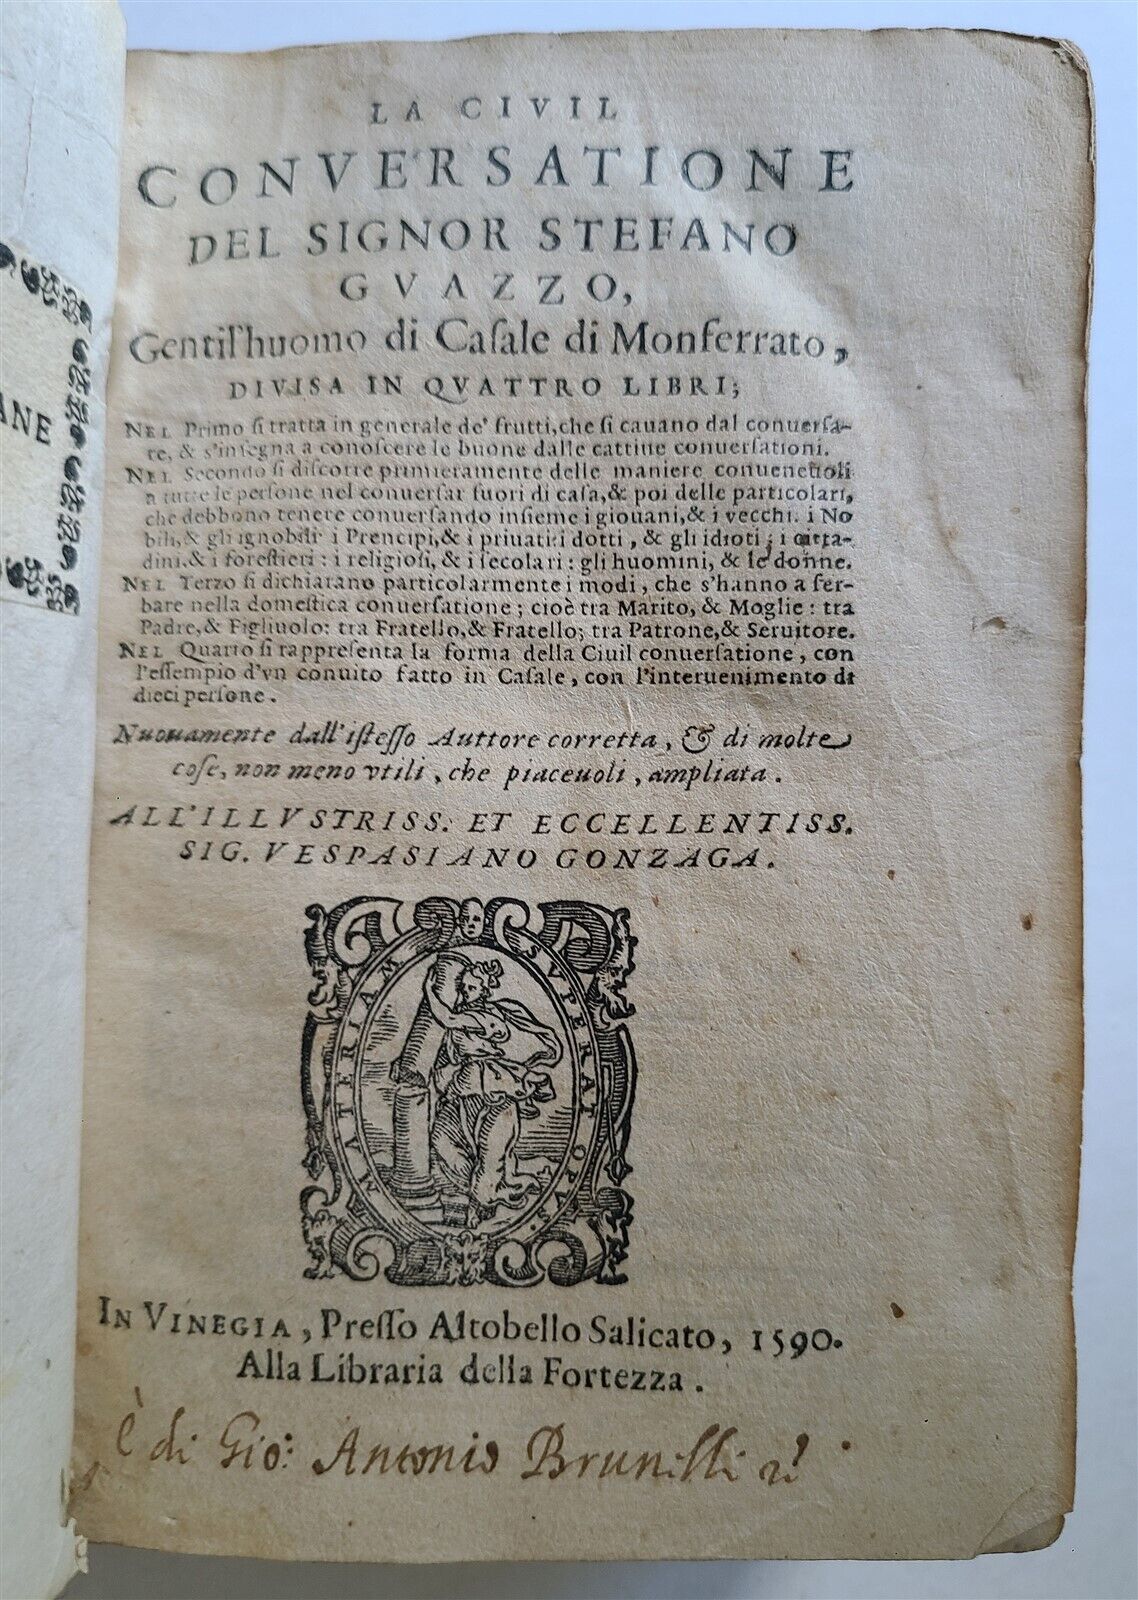 LA CIVIL
CONVERSATIONE
DEL SIGNOR STEFANO
GVAZZO,
Gentil'huomo di Caſale di Monferrato,
DIVISA IN QVATTRO LIBRI;
NEL Primo ſi tratta in generale de' frutti, che ſi cauano dal conuerſa-
re, & s'inſegna a conoſcere le buone dalle cattiue conuerſationi.
NEL Secondo ſi diſcorre primieramente delle maniere conueneuoli
a tutte le perſone nel conuerſar fuori di caſa, & poi delle particolari,
che debbono tenere conuerſando inſieme i giouani, & i vecchi. i No
bili, & gli ignobili: i Prencipi, & i priuati: i dotti, & gli idioti; i citta-
dini. & i foreſtieri: i religioſi, & i ſecolari: gli huomini, & le donne.
NEL Terzo ſi dichiarano particolarmente i modi, che s'hanno a ſer-
bare nella domeſtica conuerſatione; cioè tra Marito, & Moglie: tra
Padre, & Figliuolo: tra Fratello, & Fratello; tra Patrone, & Seruitore.
NEL Quarto ſi rappreſenta la forma della Ciuil conuerſatione, con
l'eſſempio d'vn conuito fatto in Caſale, con l'interuenimento di
dieci perſone.
Nuouamente dall'iſteſſo Auttore corretta, & di molte
coſe, non meno vtili, che piaceuoli, ampliata.
ALL'ILLVSTRISS. ET ECCELLENTISS.
SIG. VESPASIANO GONZAGA.
MATERIAM SVPERAT OPVS.
IN VINEGIA, Preſſo Altobello Salicato, 1590.
Alla Libraria della Fortezza.
è di Gio: Antonio Brunelli
ANE